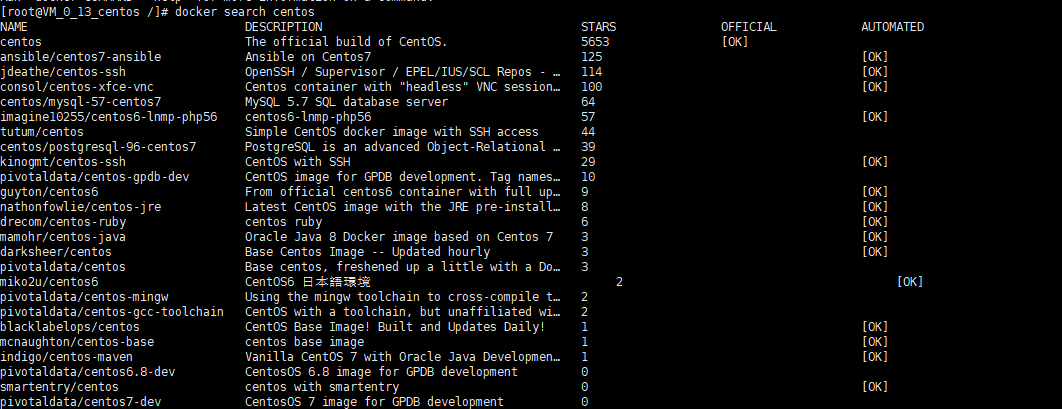 [root@VM_0_13_centos /]# docker search centos
NAME DESCRIPTION STARS OFFICIAL AUTOMATED
centos The official build of CentOS. 5653 [OK]
ansible/centos7-ansible Ansible on Centos7 125 [OK]
jdeathe/centos-ssh OpenSSH / Supervisor / EPEL/IUS/SCL Repos - … 114 [OK]
consol/centos-xfce-vnc Centos container with "headless" VNC session… 100 [OK]
centos/mysql-57-centos7 MySQL 5.7 SQL database server 64
imagine10255/centos6-lnmp-php56 centos6-lnmp-php56 57 [OK]
tutum/centos Simple CentOS docker image with SSH access 44
centos/postgresql-96-centos7 PostgreSQL is an advanced Object-Relational … 39
kinogmt/centos-ssh CentOS with SSH 29 [OK]
pivotaldata/centos-gpdb-dev CentOS image for GPDB development. Tag names… 10
guyton/centos6 From official centos6 container with full up… 9 [OK]
nathonfowlie/centos-jre Latest CentOS image with the JRE pre-install… 8 [OK]
drecom/centos-ruby centos ruby 6 [OK]
mamohr/centos-java Oracle Java 8 Docker image based on Centos 7 3 [OK]
darksheer/centos Base Centos Image -- Updated hourly 3 [OK]
pivotaldata/centos Base centos, freshened up a little with a Do… 3
miko2u/centos6 CentOS6 日本語環境 2 [OK]
pivotaldata/centos-mingw Using the mingw toolchain to cross-compile t… 2
pivotaldata/centos-gcc-toolchain CentOS with a toolchain, but unaffiliated wi… 2
blacklabelops/centos CentOS Base Image! Built and Updates Daily! 1 [OK]
mcnaughton/centos-base centos base image 1 [OK]
indigo/centos-maven Vanilla CentOS 7 with Oracle Java Developmen… 1 [OK]
pivotaldata/centos6.8-dev CentosOS 6.8 image for GPDB development 0
smartentry/centos centos with smartentry 0 [OK]
pivotaldata/centos7-dev CentosOS 7 image for GPDB development 0